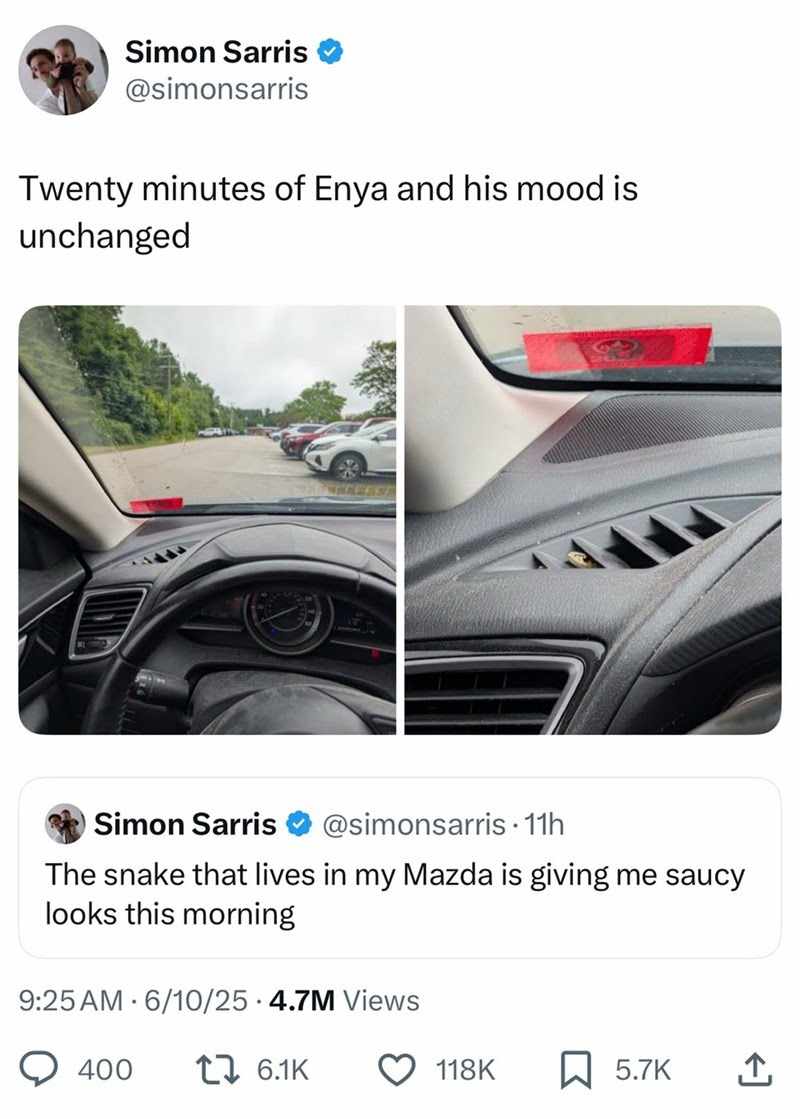 Simon Sarris
@simonsarris
Twenty minutes of Enya and his mood is
unchanged
Simon Sarris @simonsarris · 11h
The snake that lives in my Mazda is giving me saucy
looks this morning
9:25 AM · 6/10/25 · 4.7M Views
400 6.1K 118K 5.7K